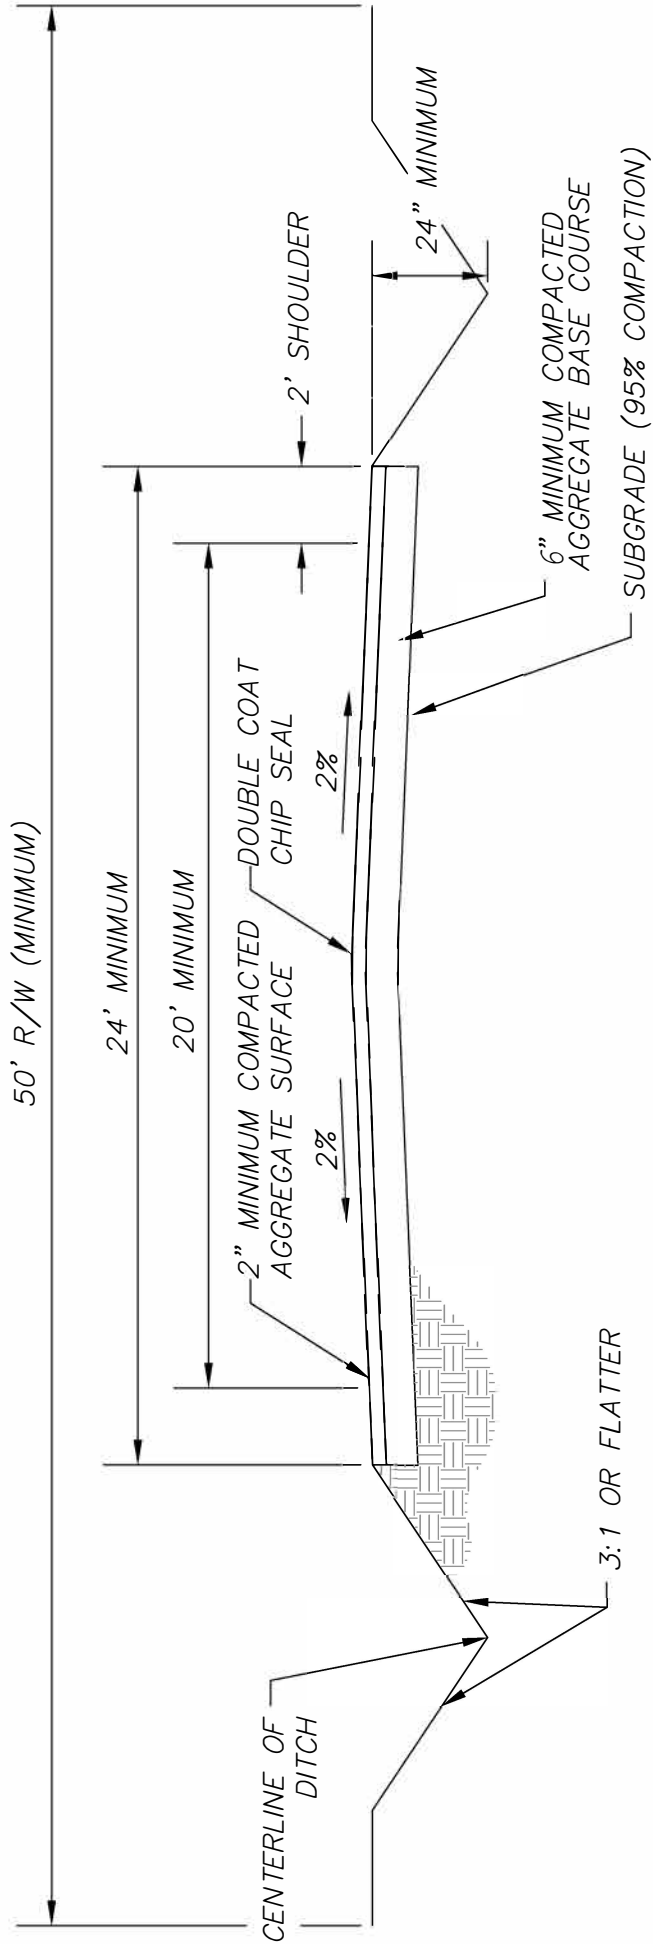 50' R/W (MINIMUM)
24' MINIMUM
20' MINIMUM
2' SHOULDER
2" MINIMUM COMPACTED
AGGREGATE SURFACE
DOUBLE COAT
CHIP SEAL
2%
2%
24" MINIMUM
CENTERLINE OF
DITCH
3:1 OR FLATTER
6" MINIMUM COMPACTED
AGGREGATE BASE COURSE
SUBGRADE (95% COMPACTION)